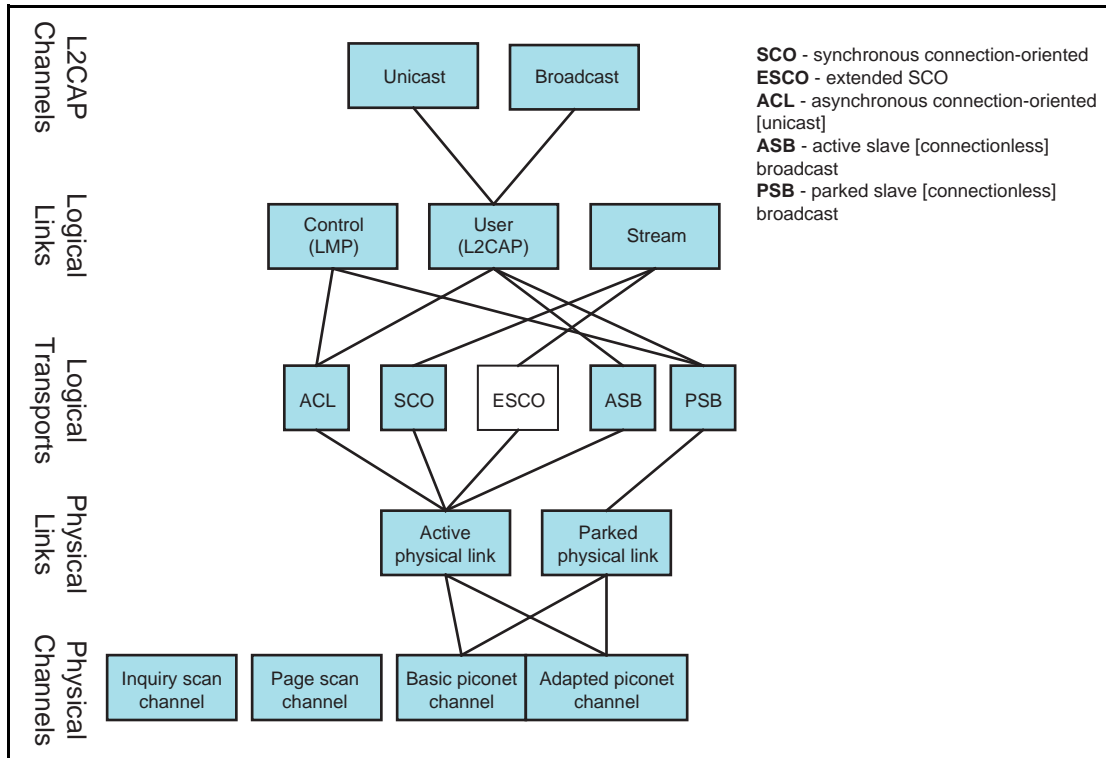 L2CAP
Channels
Unicast
Broadcast
SCO - synchronous connection-oriented
ESCO - extended SCO
ACL - asynchronous connection-oriented
[unicast]
ASB - active slave [connectionless]
broadcast
PSB - parked slave [connectionless]
broadcast
Logical
Links
Control
(LMP)
User
(L2CAP)
Stream
Logical
Transports
ACL
SCO
ESCO
ASB
PSB
Physical
Links
Active
physical link
Parked
physical link
Physical
Channels
Inquiry scan
channel
Page scan
channel
Basic piconet
channel
Adapted piconet
channel